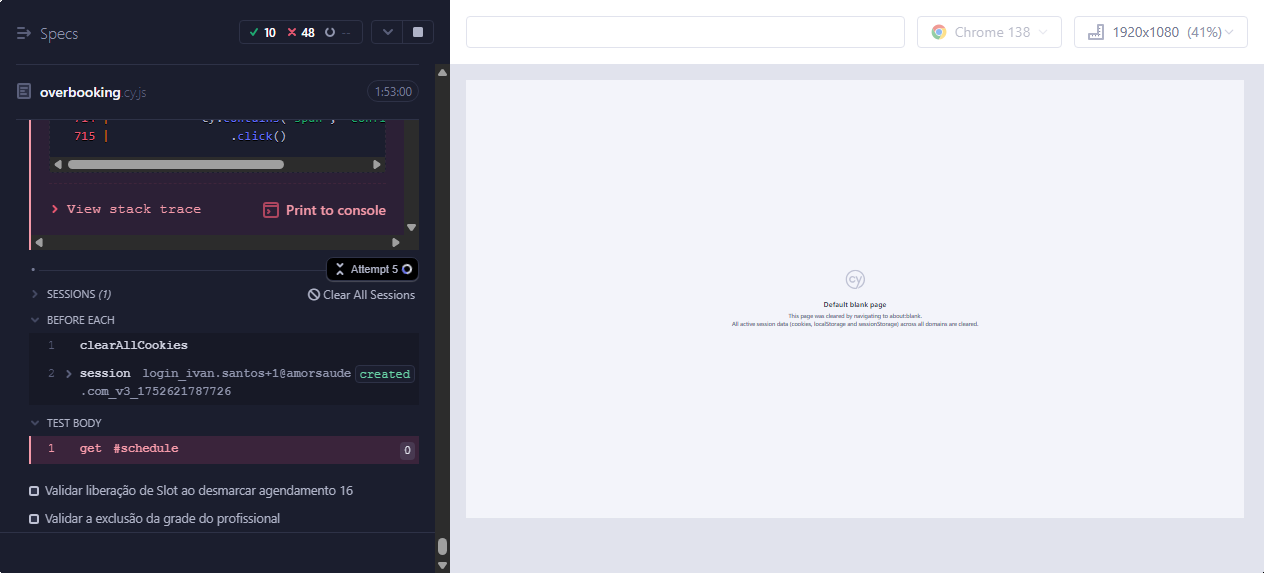 Specs
10 48 --
Chrome 138
1920x1080 (41%)
overbooking.cy.js
1:53:00
715 | .click()
View stack trace
Print to console
Attempt 5
SESSIONS (1)
Clear All Sessions
BEFORE EACH
1 clearAllCookies
2 session login_ivan.santos+1@amorsaude
.com_v3_1752621787726
created
TEST BODY
1 get #schedule 0
Validar liberação de Slot ao desmarcar agendamento 16
Validar a exclusão da grade do profissional
cy
Default blank page
This page was cleared by navigating to about:blank.
All active session data (cookies, localStorage and sessionStorage) across all domains are cleared.